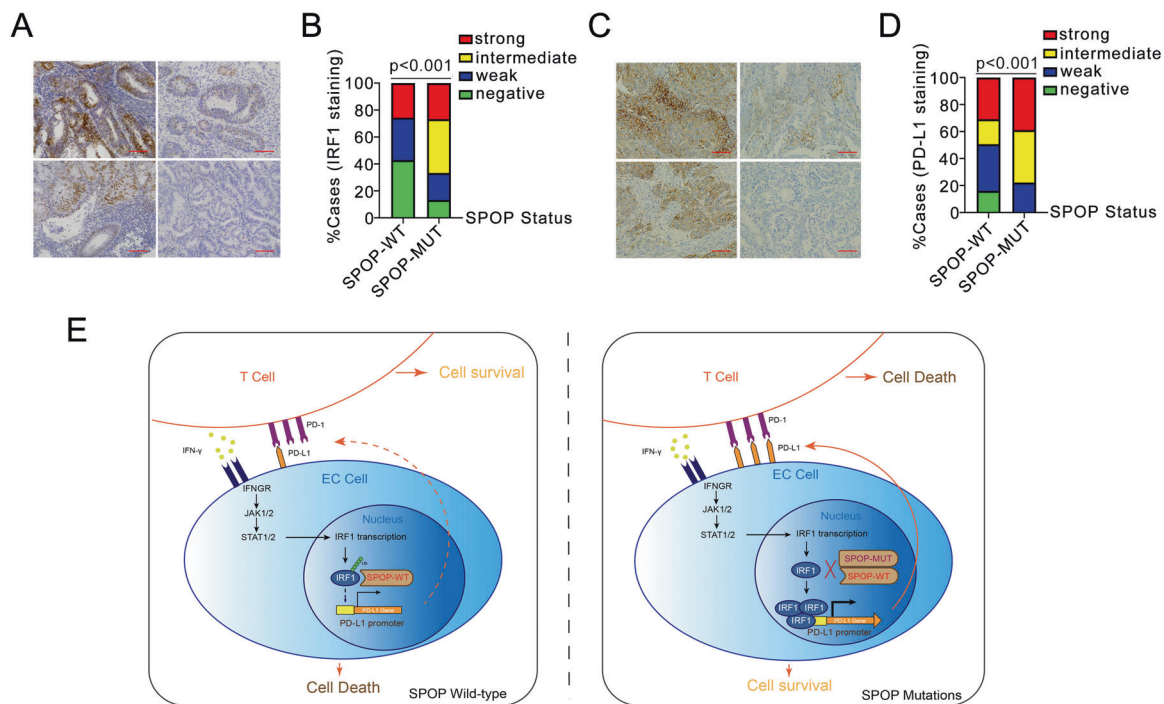 A
B
strong
intermediate
weak
negative
p<0.001
%Cases (IRF1 staining)
100
80
60
40
20
0
SPOP Status
SPOP-WT
SPOP-MUT
C
D
strong
intermediate
weak
negative
p<0.001
%Cases (PD-L1 staining)
100
80
60
40
20
0
SPOP Status
SPOP-WT
SPOP-MUT
E
T Cell
Cell survival
PD-1
IFN-γ
PD-L1
EC Cell
IFNGR
JAK1/2
STAT1/2
Nucleus
IRF1 transcription
Ub
IRF1
SPOP-WT
PD-L1 Gene
PD-L1 promoter
Cell Death
SPOP Wild-type
T Cell
Cell Death
PD-1
IFN-γ
PD-L1
EC Cell
IFNGR
JAK1/2
STAT1/2
Nucleus
IRF1 transcription
IRF1
SPOP-MUT
SPOP-WT
IRF1
IRF1
IRF1
PD-L1 Gene
PD-L1 promoter
Cell survival
SPOP Mutations